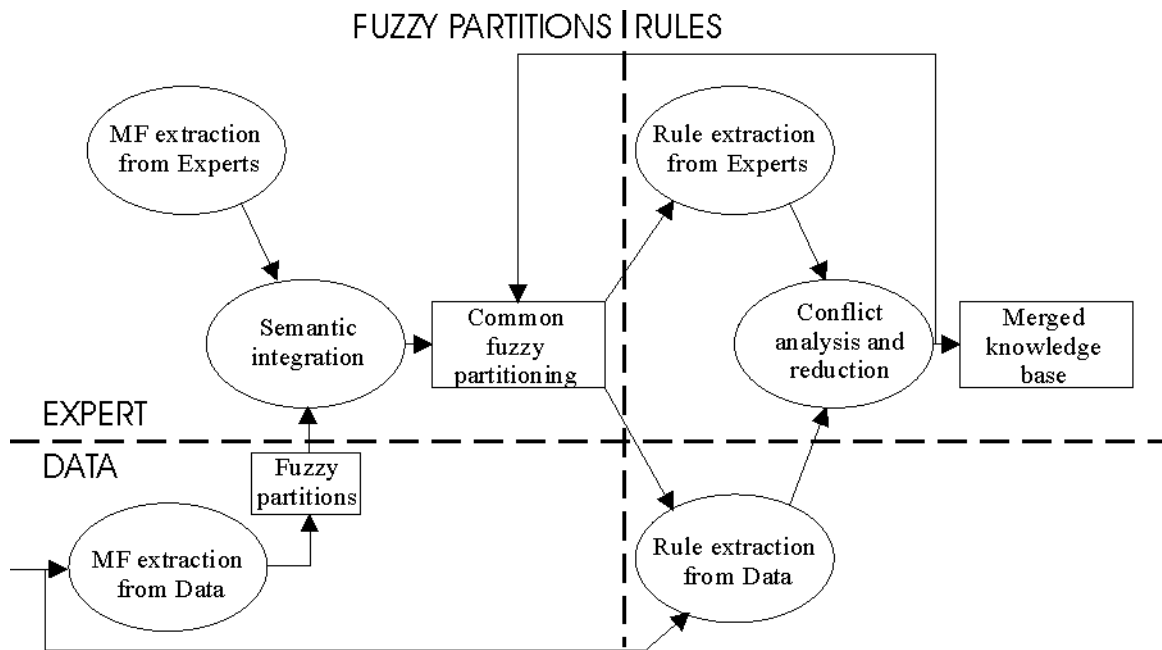 FUZZY PARTITIONS
RULES
MF extraction
from Experts
Rule extraction
from Experts
Semantic
integration
Common
fuzzy
partitioning
Conflict
analysis and
reduction
Merged
knowledge
base
EXPERT
DATA
Fuzzy
partitions
MF extraction
from Data
Rule extraction
from Data